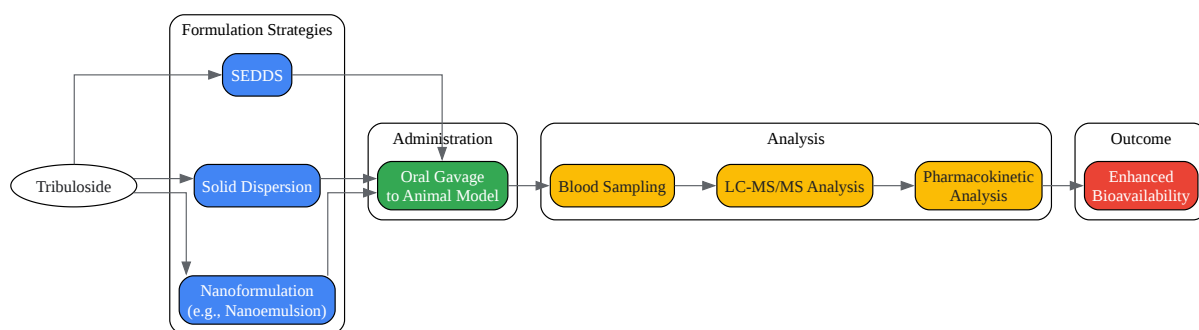 Formulation Strategies
SEDDS
Tribuloside
Solid Dispersion
Nanoformulation
(e.g., Nanoemulsion)
Administration
Oral Gavage
to Animal Model
Analysis
Blood Sampling
LC-MS/MS Analysis
Pharmacokinetic
Analysis
Outcome
Enhanced
Bioavailability